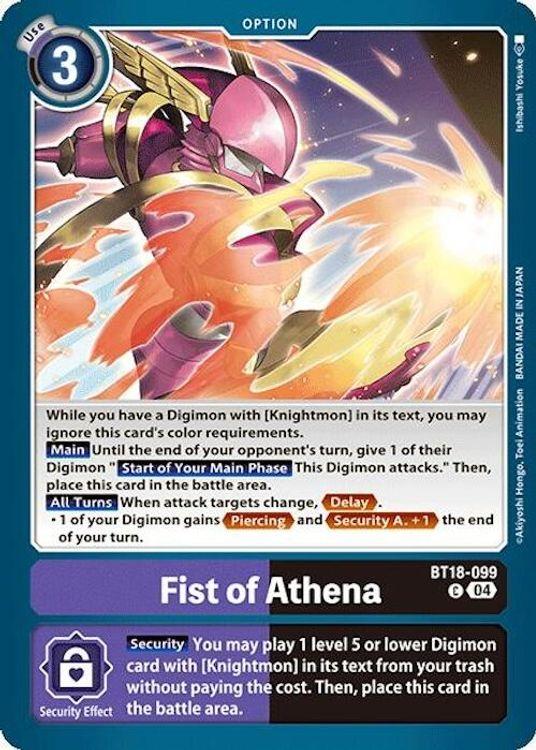 OPTION
Use
3
Ishibashi Yosuke
©Akiyoshi Hongo, Toei Animation BANDAI MADE IN JAPAN
While you have a Digimon with [Knightmon] in its text, you may
ignore this card's color requirements.
Main Until the end of your opponent's turn, give 1 of their
Digimon " Start of Your Main Phase This Digimon attacks." Then,
place this card in the battle area.
All Turns When attack targets change, Delay.
・1 of your Digimon gains Piercing and Security A. +1 the end
of your turn.
BT18-099
Fist of Athena
C 04
Security You may play 1 level 5 or lower Digimon
card with [Knightmon] in its text from your trash
without paying the cost. Then, place this card in
the battle area.
Security Effect